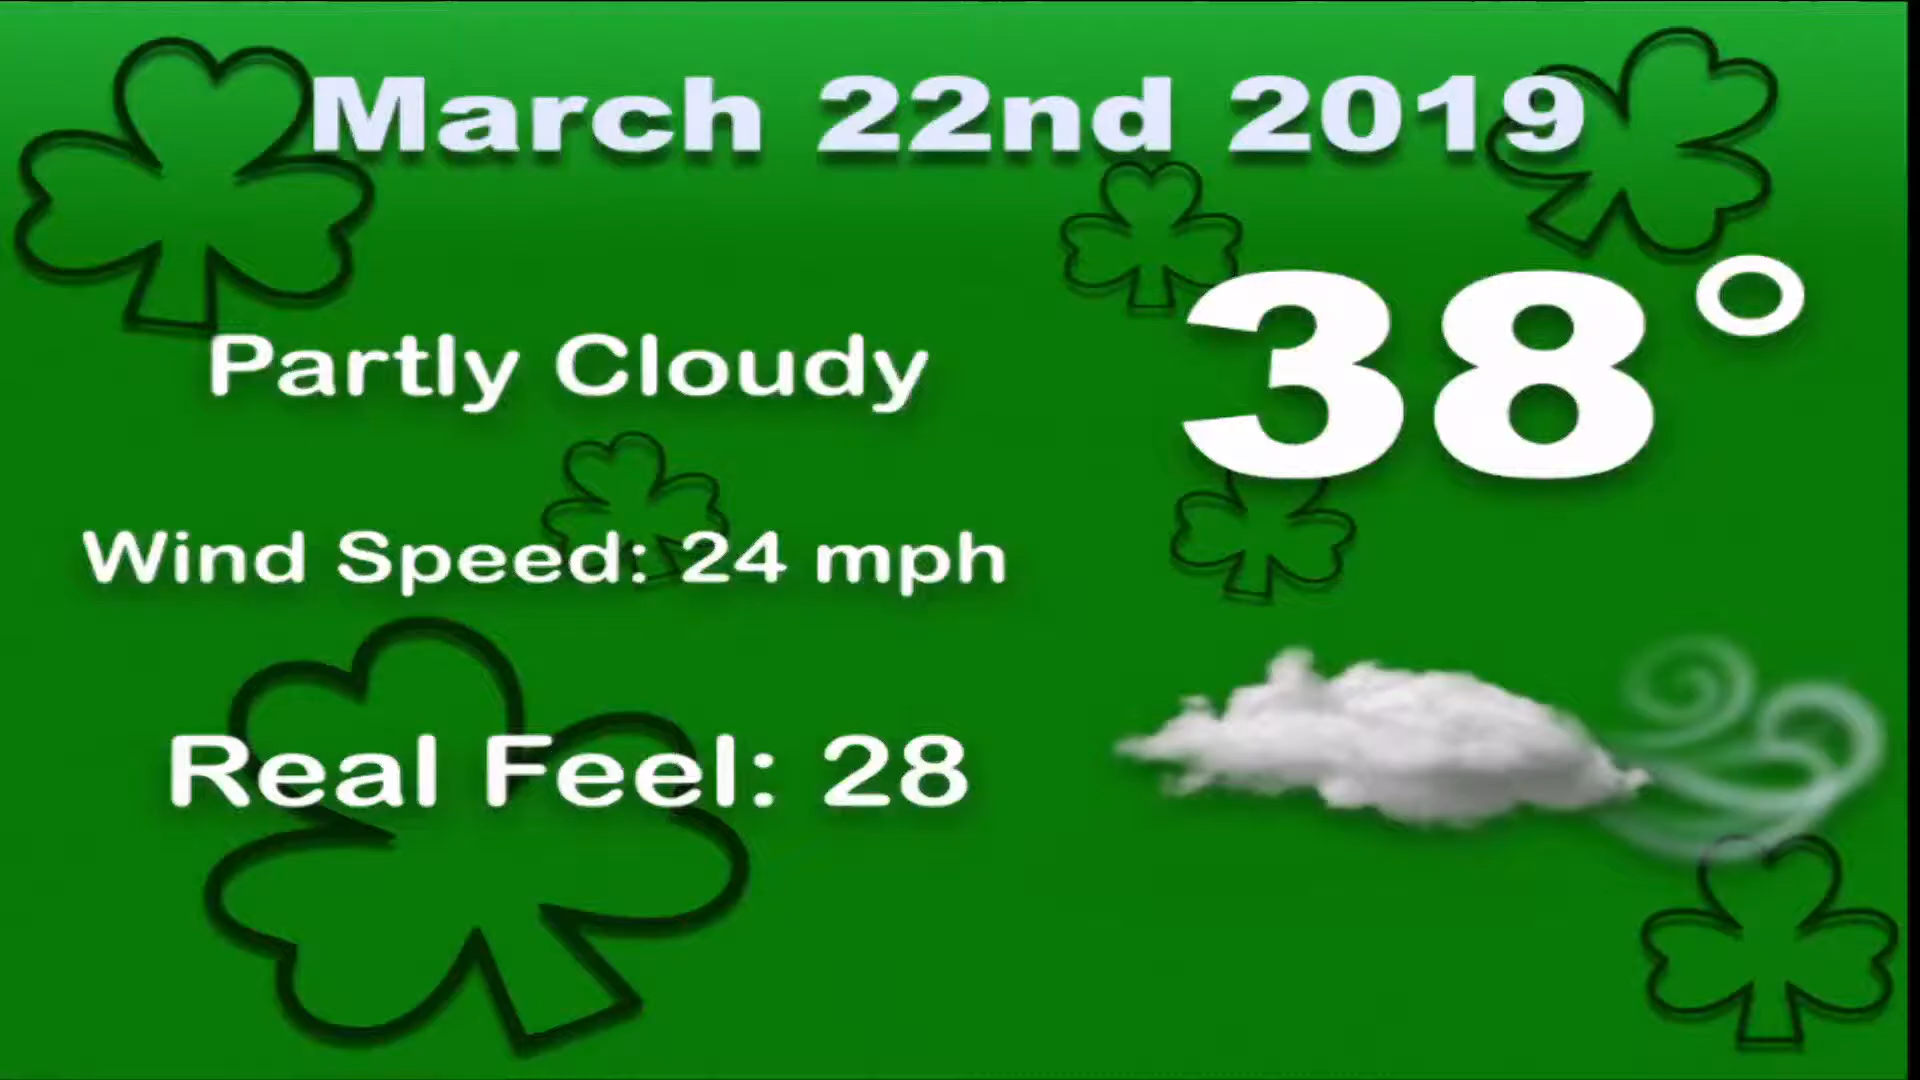 March 22nd 2019
Partly Cloudy
38°
Wind Speed: 24 mph
Real Feel: 28